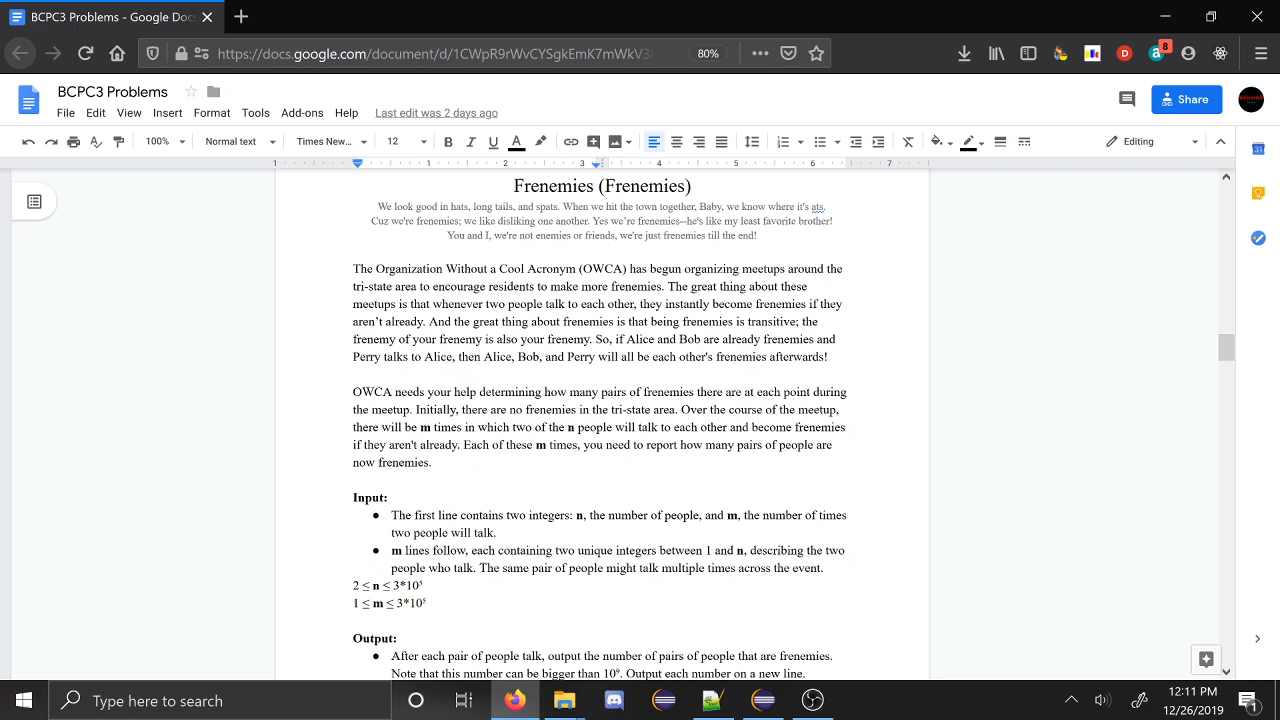 BCPC3 Problems - Google Doc
https://docs.google.com/document/d/
80%
8
BCPC3 Problems
File Edit View Insert Format Tools Add-ons Help Last edit was 2 days ago
Share
100% Normal text Times New... 12 Editing
1 1 2 3 4 5 6 7
31
Frenemies (Frenemies)
We look good in hats, long tails, and spats. When we hit the town together, Baby, we know where it's ats.
Cuz we're frenemies; we like disliking one another. Yes we're frenemies--he's like my least favorite brother!
You and I, we're not enemies or friends, we're just frenemies till the end!
The Organization Without a Cool Acronym (OWCA) has begun organizing meetups around the
tri-state area to encourage residents to make more frenemies. The great thing about these
meetups is that whenever two people talk to each other, they instantly become frenemies if they
aren't already. And the great thing about frenemies is that being frenemies is transitive; the
frenemy of your frenemy is also your frenemy. So, if Alice and Bob are already frenemies and
Perry talks to Alice, then Alice, Bob, and Perry will all be each other's frenemies afterwards!
OWCA needs your help determining how many pairs of frenemies there are at each point during
the meetup. Initially, there are no frenemies in the tri-state area. Over the course of the meetup,
there will be m times in which two of the n people will talk to each other and become frenemies
if they aren't already. Each of these m times, you need to report how many pairs of people are
now frenemies.
Input:
● The first line contains two integers: n, the number of people, and m, the number of times
two people will talk.
● m lines follow, each containing two unique integers between 1 and n, describing the two
people who talk. The same pair of people might talk multiple times across the event.
2 ≤ n ≤ 3*10⁵
1 ≤ m ≤ 3*10⁵
Output:
● After each pair of people talk, output the number of pairs of people that are frenemies.
Note that this number can be bigger than 10⁹. Output each number on a new line.
Type here to search
12:11 PM
12/26/2019
1